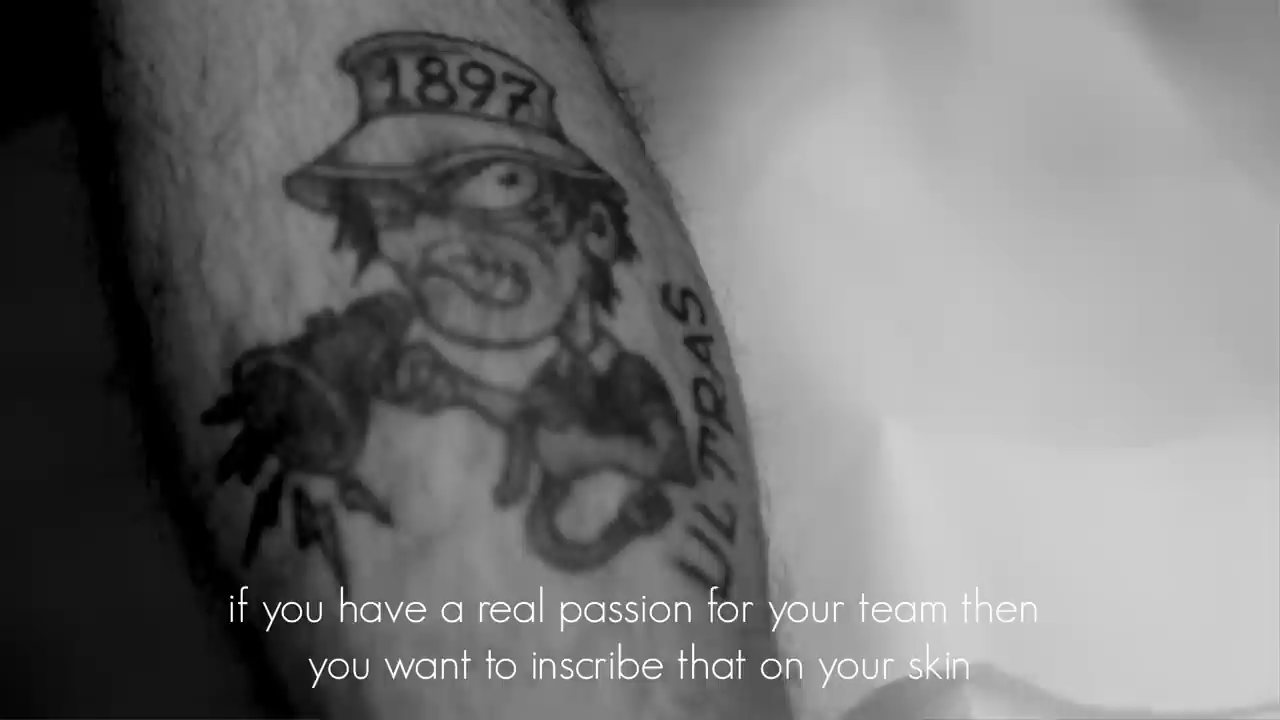 1897
ULTRAS
if you have a real passion for your team then
you want to inscribe that on your skin